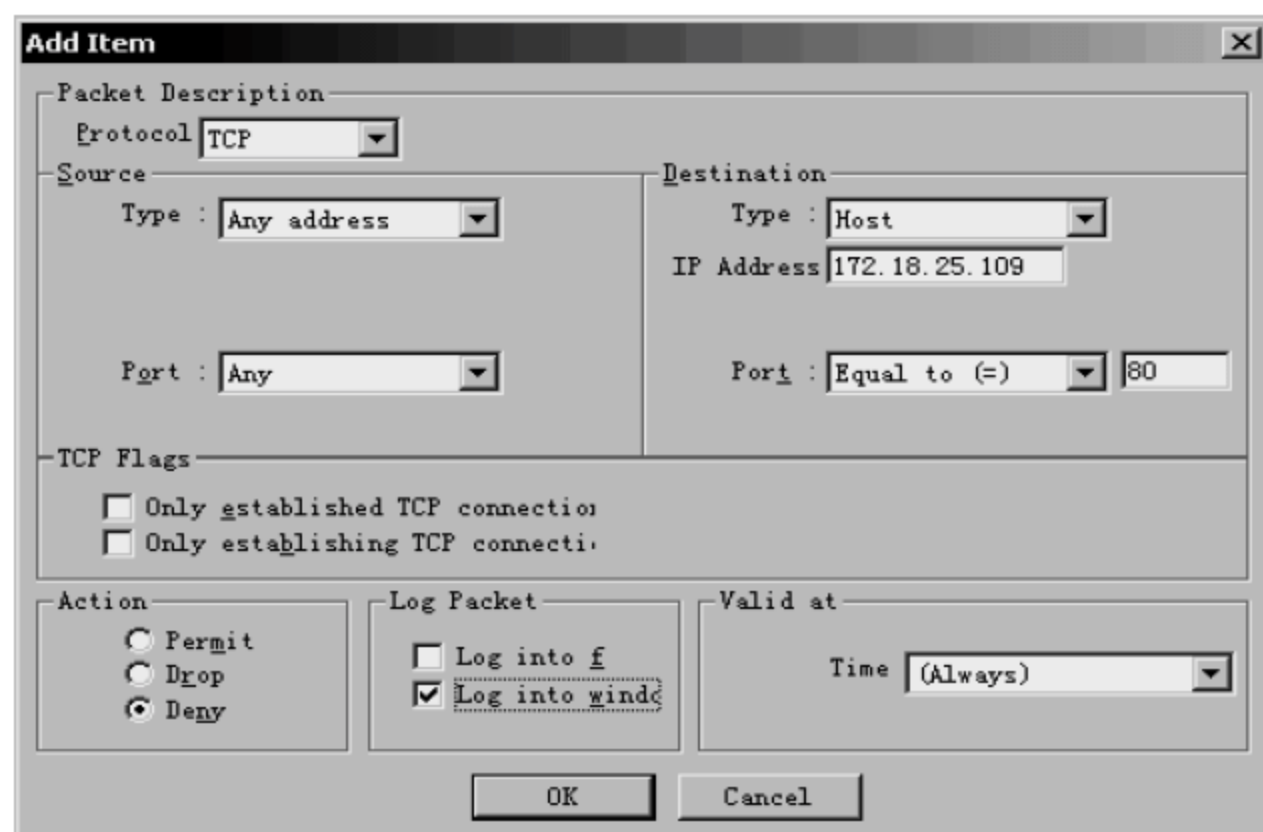 Add Item
Packet Description
Protocol TCP
Source
Type : Any address
Port : Any
Destination
Type : Host
IP Address 172.18.25.109
Port : Equal to (=) 80
TCP Flags
Only established TCP connection
Only establishing TCP connecti
Action
Permit
Drop
Deny
Log Packet
Log into f
Log into windo
Valid at
Time (Always)
OK
Cancel